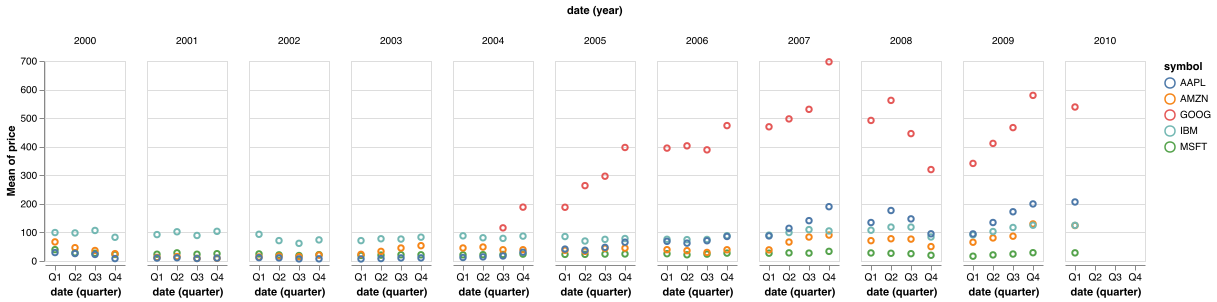 date (year)
2000 2001 2002 2003 2004 2005 2006 2007 2008 2009 2010
Mean of price
700
600
500
400
300
200
100
0
Q1 Q2 Q3 Q4 Q1 Q2 Q3 Q4 Q1 Q2 Q3 Q4 Q1 Q2 Q3 Q4 Q1 Q2 Q3 Q4 Q1 Q2 Q3 Q4 Q1 Q2 Q3 Q4 Q1 Q2 Q3 Q4 Q1 Q2 Q3 Q4 Q1 Q2 Q3 Q4 Q1 Q2 Q3 Q4
date (quarter) date (quarter) date (quarter) date (quarter) date (quarter) date (quarter) date (quarter) date (quarter) date (quarter) date (quarter) date (quarter)
symbol
AAPL
AMZN
GOOG
IBM
MSFT